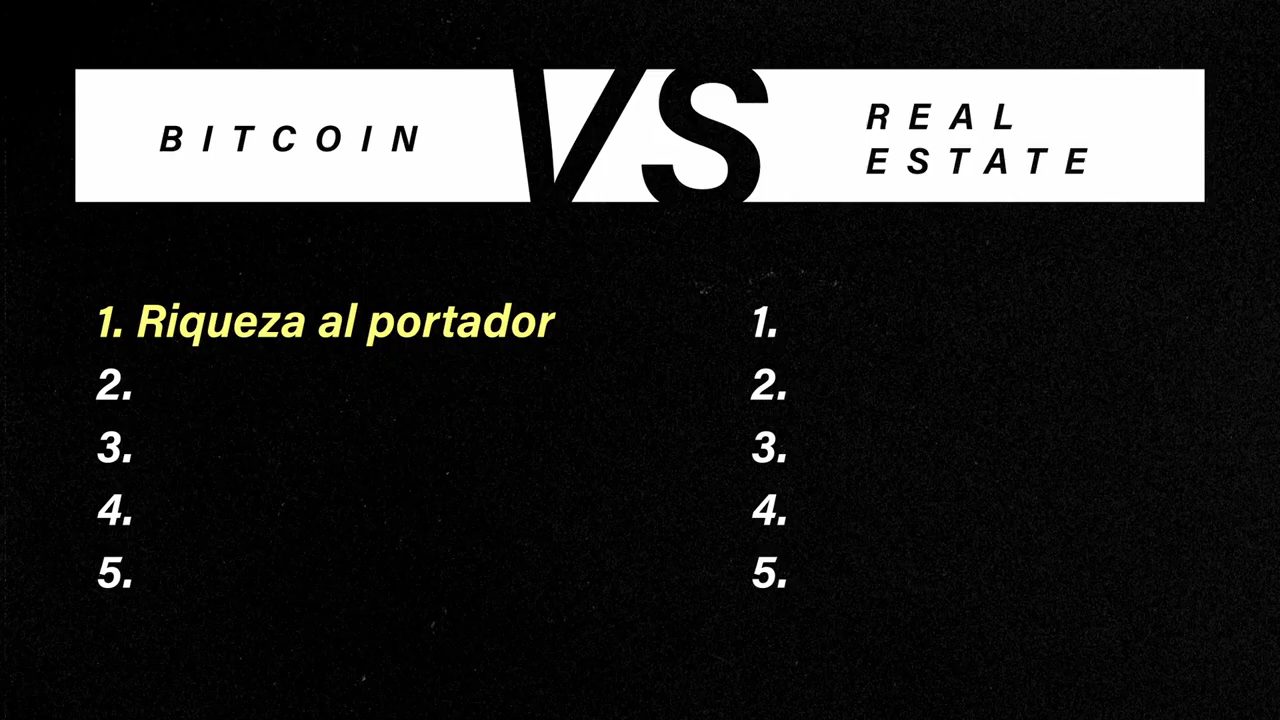 BITCOIN
VS
REAL
ESTATE
1. Riqueza al portador
2.
3.
4.
5.
1.
2.
3.
4.
5.